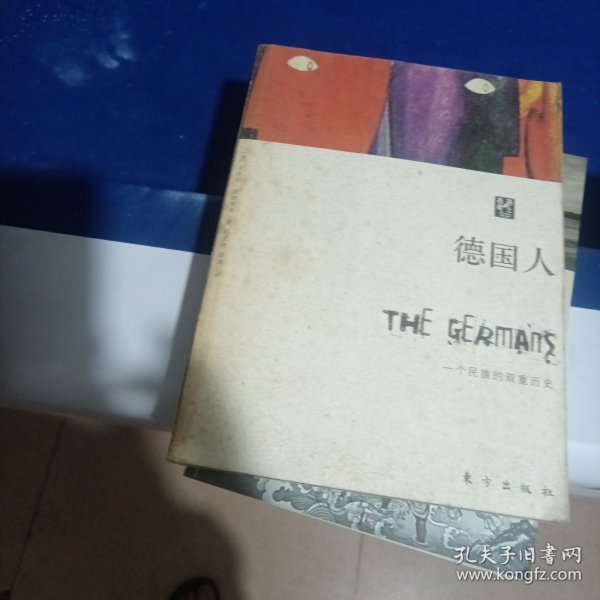 德国人
THE GERMANS
一个民族的双重历史
东方出版社
孔夫子旧书网
www.kongfz.com